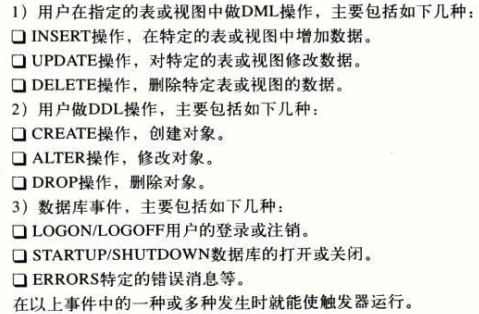 1）用户在指定的表或视图中做DML操作，主要包括如下几种：
❑ INSERT操作，在特定的表或视图中增加数据。
❑ UPDATE操作，对特定的表或视图修改数据。
❑ DELETE操作，删除特定表或视图的数据。
2）用户做DDL操作，主要包括如下几种：
❑ CREATE操作，创建对象。
❑ ALTER操作，修改对象。
❑ DROP操作，删除对象。
3）数据库事件，主要包括如下几种：
❑ LOGON/LOGOFF用户的登录或注销。
❑ STARTUP/SHUTDOWN数据库的打开或关闭。
❑ ERRORS特定的错误消息等。
在以上事件中的一种或多种发生时就能使触发器运行。